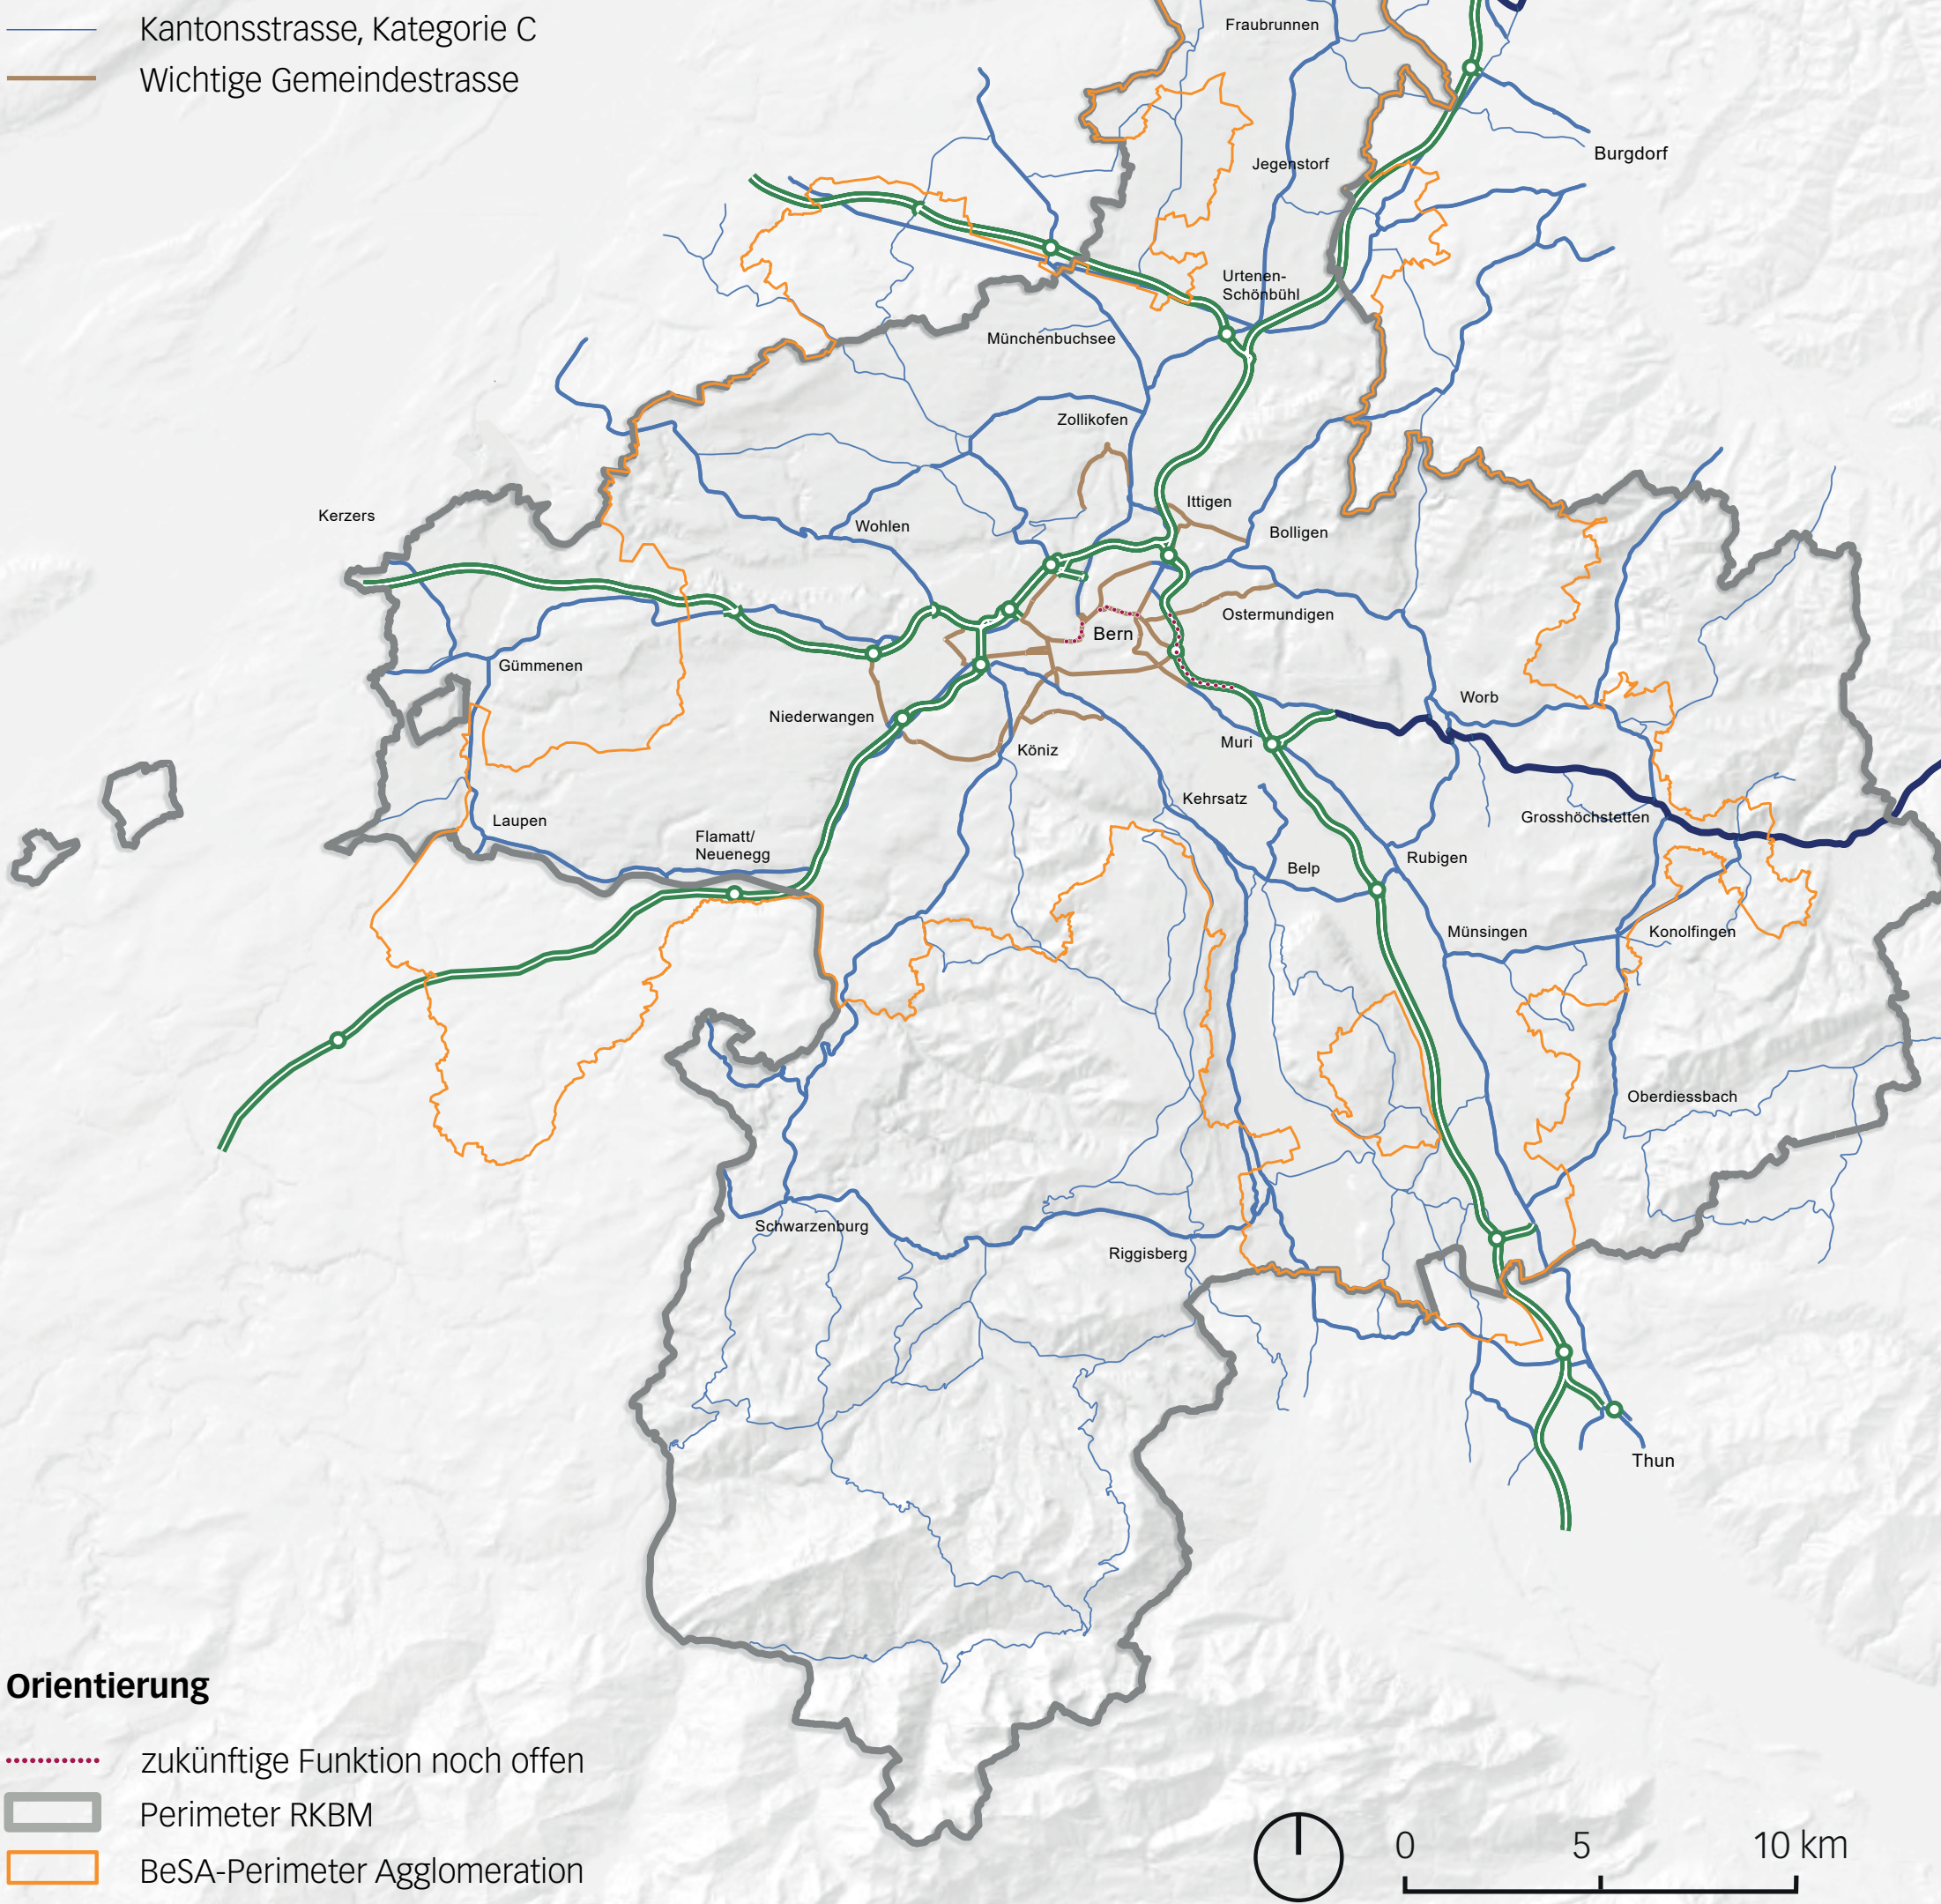 Kantonsstrasse, Kategorie C
Wichtige Gemeindestrasse
Fraubrunnen
Burgdorf
Jegenstorf
Urtenen-
Schönbühl
Münchenbuchsee
Zollikofen
Kerzers
Ittigen
Wohlen
Bolligen
Ostermundigen
Bern
Gümmenen
Worb
Niederwangen
Muri
Köniz
Kehrsatz
Grosshöchstetten
Laupen
Flamatt/
Neuenegg
Rubigen
Belp
Münsingen
Konolfingen
Oberdiessbach
Schwarzenburg
Riggisberg
Thun
Orientierung
zukünftige Funktion noch offen
Perimeter RKBM
BeSA-Perimeter Agglomeration
0 5 10 km